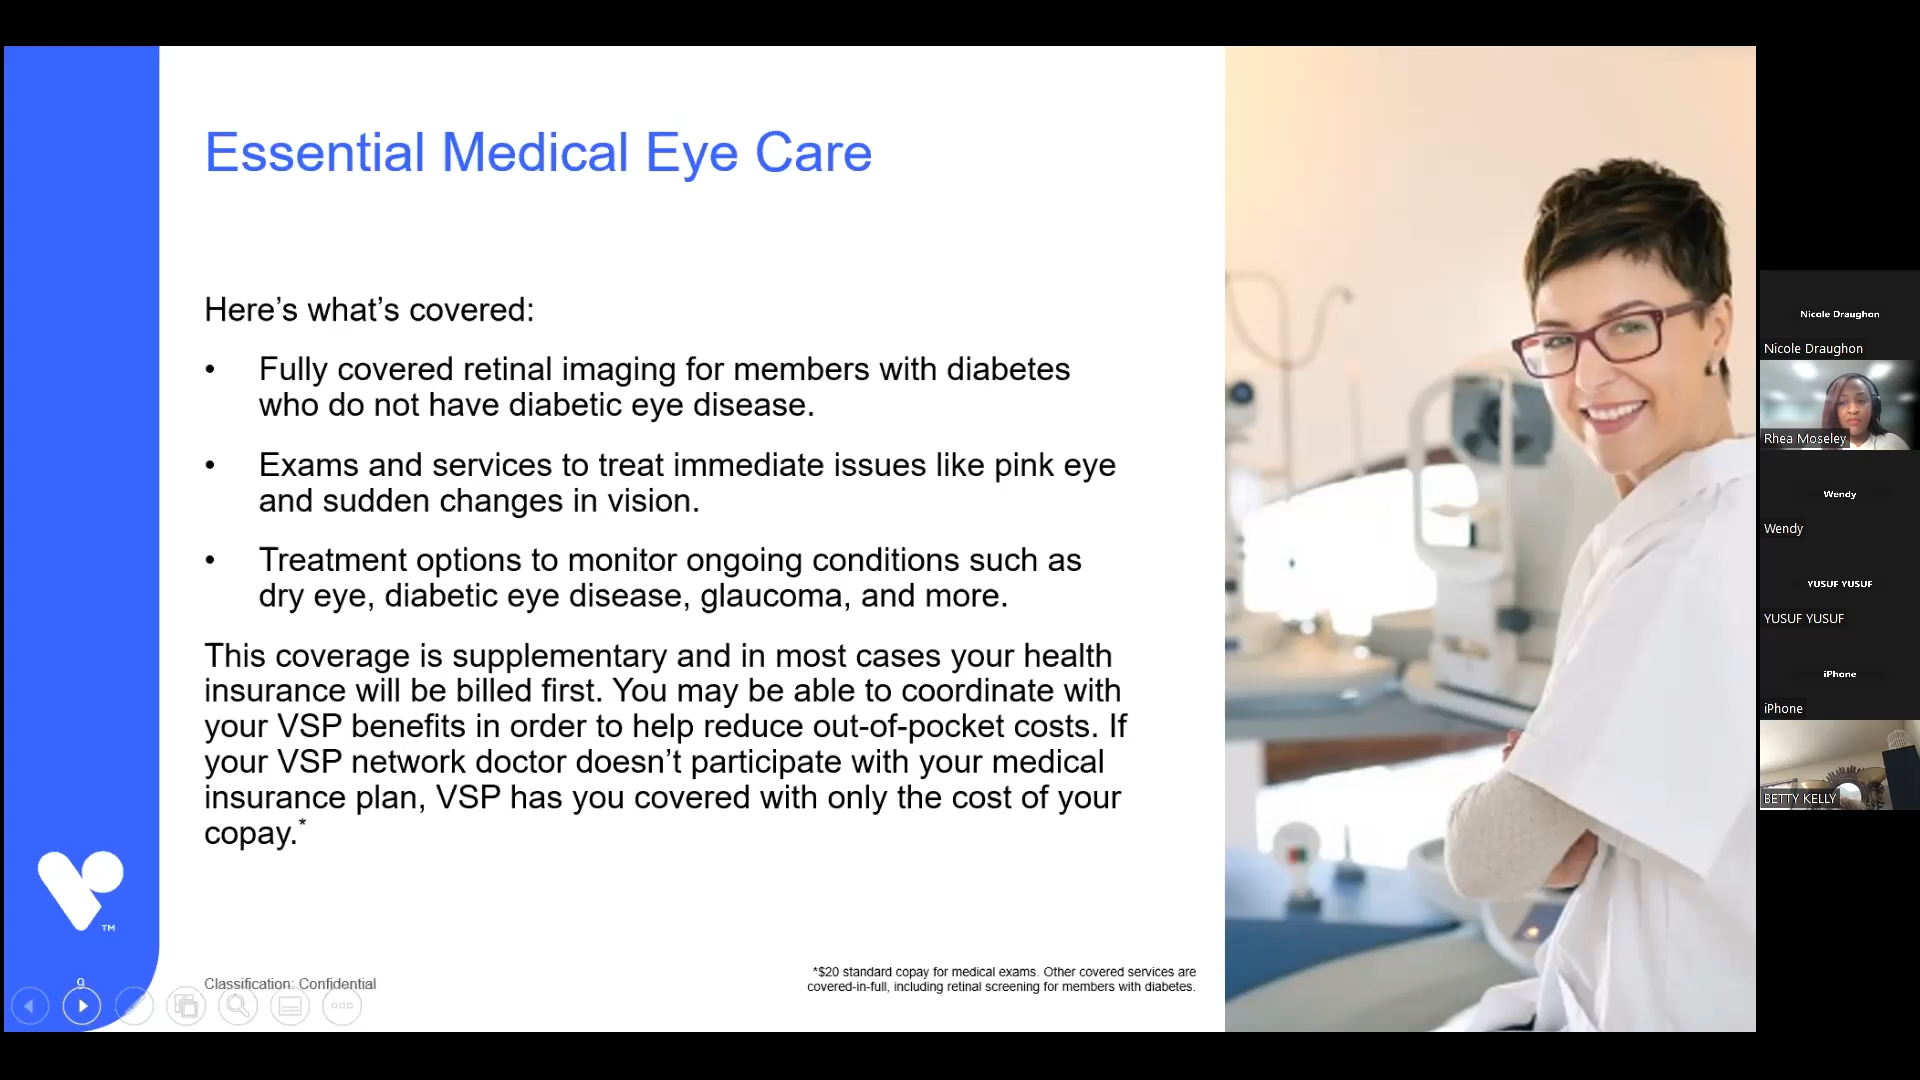 Essential Medical Eye Care
Here’s what’s covered:
• Fully covered retinal imaging for members with diabetes
who do not have diabetic eye disease.
• Exams and services to treat immediate issues like pink eye
and sudden changes in vision.
• Treatment options to monitor ongoing conditions such as
dry eye, diabetic eye disease, glaucoma, and more.
This coverage is supplementary and in most cases your health
insurance will be billed first. You may be able to coordinate with
your VSP benefits in order to help reduce out-of-pocket costs. If
your VSP network doctor doesn’t participate with your medical
insurance plan, VSP has you covered with only the cost of your
copay.*
TM
9
Classification: Confidential
*$20 standard copay for medical exams. Other covered services are
covered-in-full, including retinal screening for members with diabetes.
Nicole Draughon
Nicole Draughon
Rhea Moseley
Wendy
Wendy
YUSUF YUSUF
YUSUF YUSUF
iPhone
iPhone
BETTY KELLY